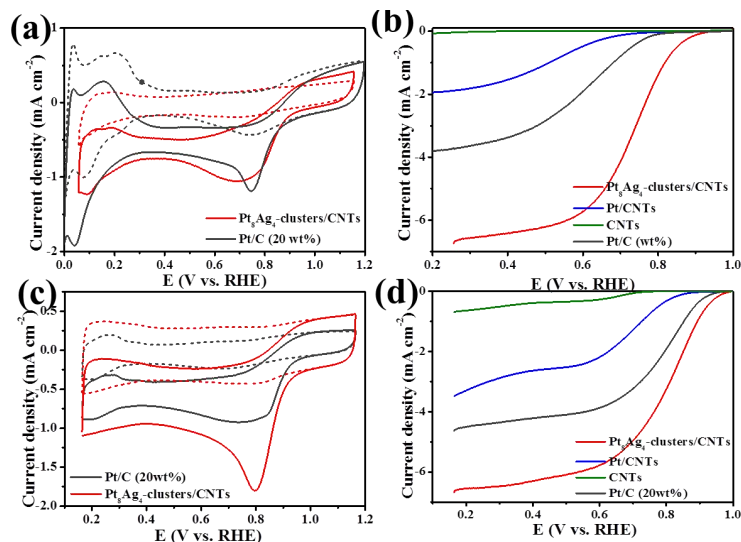 (a)
1
0
-1
-2
Current density (mA cm⁻²)
0.0 0.2 0.4 0.6 0.8 1.0 1.2
E (V vs. RHE)
Pt₈Ag₄-clusters/CNTs
Pt/C (20 wt%)
(b)
0
-2
-4
-6
Current density (mA cm⁻²)
0.2 0.4 0.6 0.8 1.0
E (V vs. RHE)
Pt₈Ag₄-clusters/CNTs
Pt/CNTs
CNTs
Pt/C (wt%)
(c)
0.5
0.0
-0.5
-1.0
-1.5
-2.0
Current density (mA cm⁻²)
0.2 0.4 0.6 0.8 1.0 1.2
E (V vs. RHE)
Pt/C (20wt%)
Pt₈Ag₄-clusters/CNTs
(d)
0
-2
-4
-6
Current density (mA cm⁻²)
0.2 0.4 0.6 0.8 1.0
E (V vs. RHE)
Pt₈Ag₄-clusters/CNTs
Pt/CNTs
CNTs
Pt/C (20wt%)